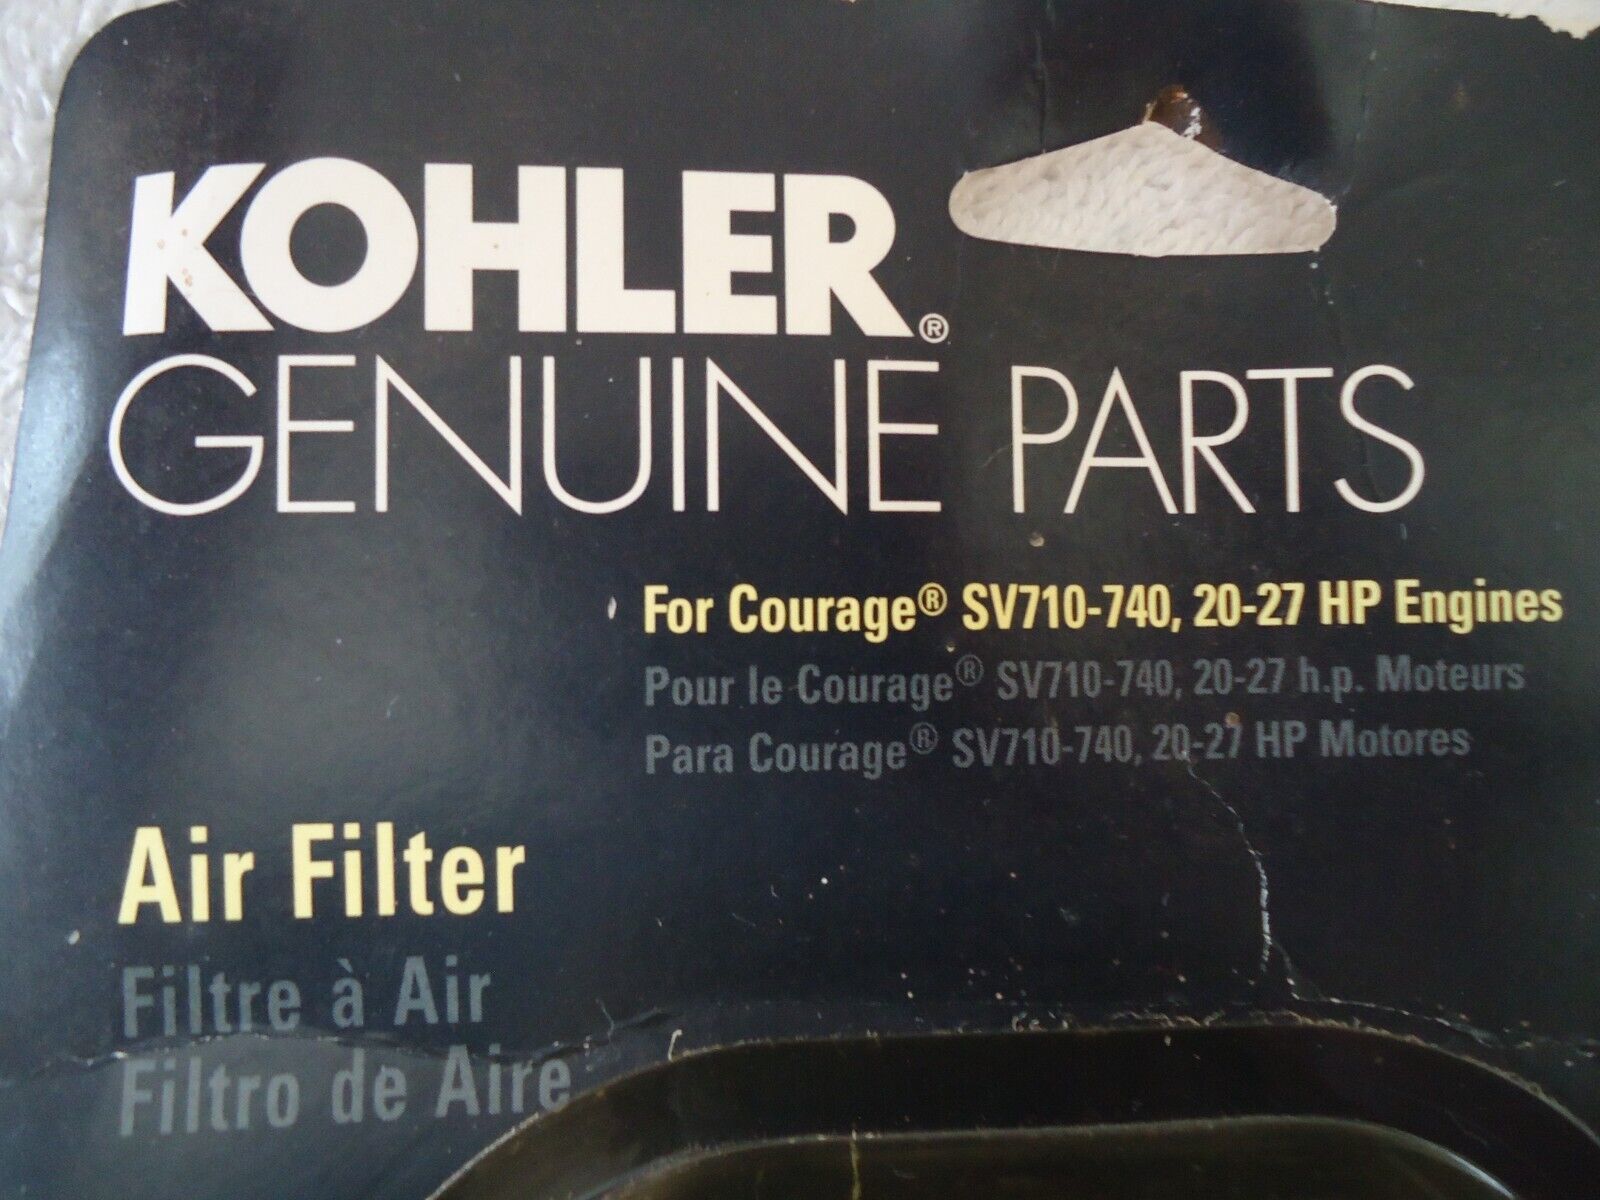 KOHLER®
GENUINE PARTS
For Courage® SV710-740, 20-27 HP Engines
Pour le Courage® SV710-740, 20-27 h.p. Moteurs
Para Courage® SV710-740, 20-27 HP Motores
Air Filter
Filtre à Air
Filtro de Aire